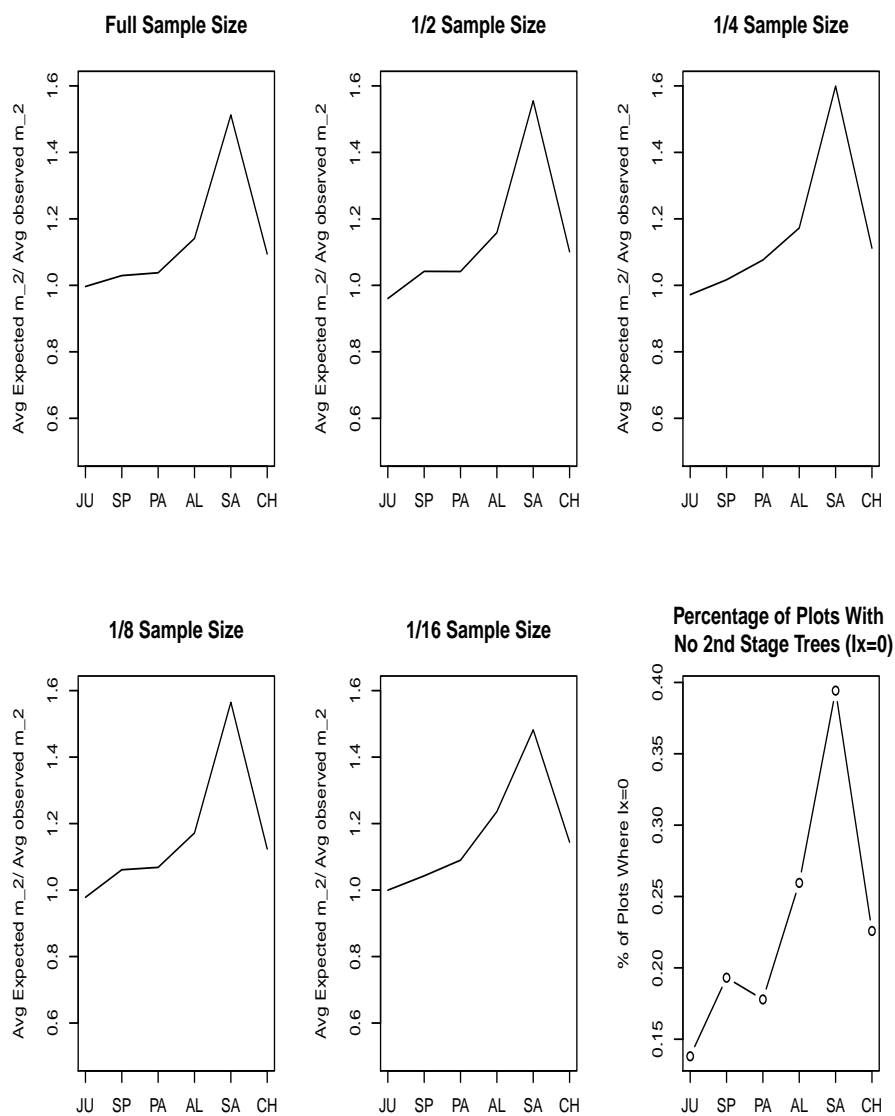 Full Sample Size
Avg Expected m_2/ Avg observed m_2
1.6
1.4
1.2
1.0
0.8
0.6
JU SP PA AL SA CH
1/2 Sample Size
Avg Expected m_2/ Avg observed m_2
1.6
1.4
1.2
1.0
0.8
0.6
JU SP PA AL SA CH
1/4 Sample Size
Avg Expected m_2/ Avg observed m_2
1.6
1.4
1.2
1.0
0.8
0.6
JU SP PA AL SA CH
1/8 Sample Size
Avg Expected m_2/ Avg observed m_2
1.6
1.4
1.2
1.0
0.8
0.6
JU SP PA AL SA CH
1/16 Sample Size
Avg Expected m_2/ Avg observed m_2
1.6
1.4
1.2
1.0
0.8
0.6
JU SP PA AL SA CH
Percentage of Plots With
No 2nd Stage Trees (Ix=0)
% of Plots Where Ix=0
0.40
0.35
0.30
0.25
0.20
0.15
JU SP PA AL SA CH